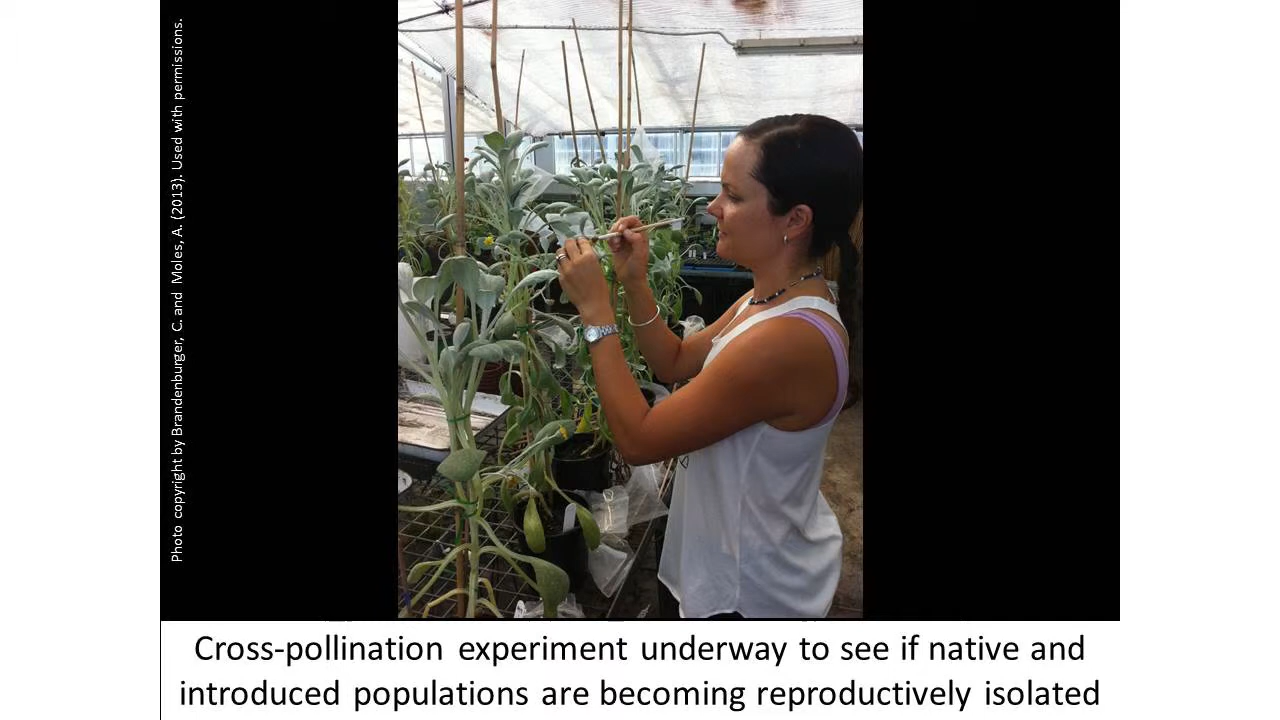 Photo copyright by Brandenburger, C. and Moles, A. (2013). Used with permissions.
Cross-pollination experiment underway to see if native and
introduced populations are becoming reproductively isolated